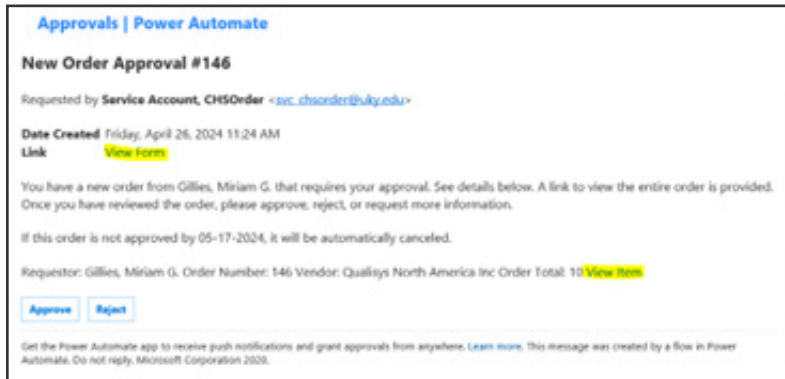 Approvals | Power Automate
New Order Approval #146
Requested by Service Account, CHSOrder <svc_chsorder@uky.edu>
Date Created Friday, April 26, 2024 11:24 AM
Link View Form
You have a new order from Gillies, Miriam G. that requires your approval. See details below. A link to view the entire order is provided.
Once you have reviewed the order, please approve, reject, or request more information.
If this order is not approved by 05-17-2024, it will be automatically canceled.
Requestor: Gillies, Miriam G. Order Number: 146 Vendor: Qualisys North America Inc Order Total: 10 View Item
Approve Reject
Get the Power Automate app to receive push notifications and grant approvals from anywhere. Learn more. This message was created by a flow in Power
Automate. Do not reply. Microsoft Corporation 2020.